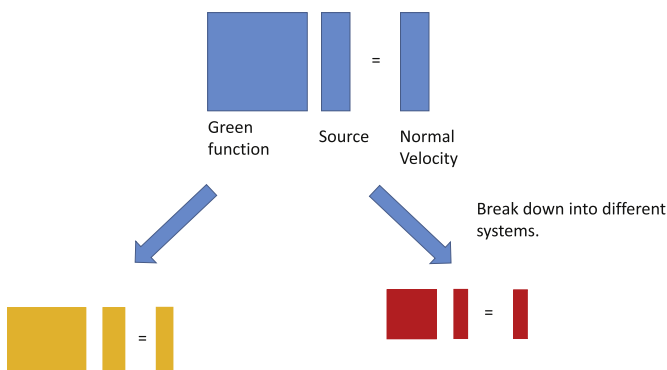 =
Green
function
Source
Normal
Velocity
Break down into different
systems.
=
=